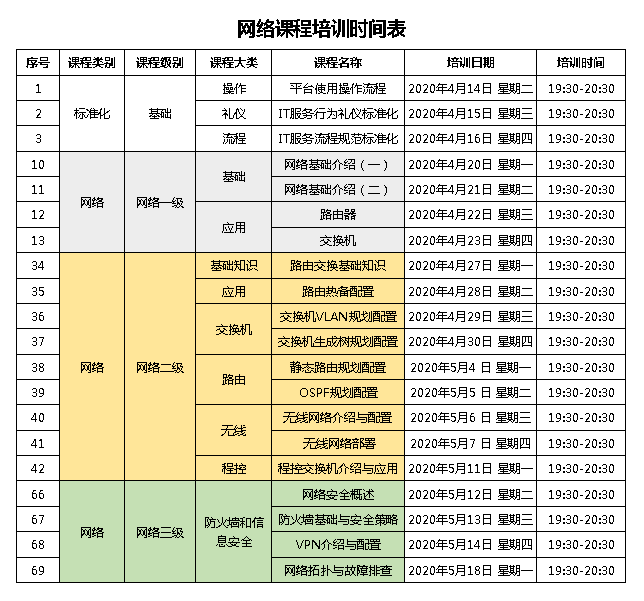 网络课程培训时间表
序号 课程类别 课程级别 课程大类 课程名称 培训日期 培训时间
1 标准化 基础 操作 平台使用操作流程 2020年4月14日 星期二 19:30-20:30
2 礼仪 IT服务行为礼仪标准化 2020年4月15日 星期三 19:30-20:30
3 流程 IT服务流程规范标准化 2020年4月16日 星期四 19:30-20:30
10 网络 网络一级 基础 网络基础介绍（一） 2020年4月20日 星期一 19:30-20:30
11 网络基础介绍（二） 2020年4月21日 星期二 19:30-20:30
12 应用 路由器 2020年4月22日 星期三 19:30-20:30
13 交换机 2020年4月23日 星期四 19:30-20:30
34 网络 网络二级 基础知识 路由交换基础知识 2020年4月27日 星期一 19:30-20:30
35 应用 路由热备配置 2020年4月28日 星期二 19:30-20:30
36 交换机 交换机VLAN规划配置 2020年4月29日 星期三 19:30-20:30
37 交换机生成树规划配置 2020年4月30日 星期四 19:30-20:30
38 路由 静态路由规划配置 2020年5月4 日 星期一 19:30-20:30
39 OSPF规划配置 2020年5月5 日 星期二 19:30-20:30
40 无线 无线网络介绍与配置 2020年5月6 日 星期三 19:30-20:30
41 无线网络部署 2020年5月7 日 星期四 19:30-20:30
42 程控 程控交换机介绍与应用 2020年5月11日 星期一 19:30-20:30
66 网络 网络三级 防火墙和信息安全 网络安全概述 2020年5月12日 星期二 19:30-20:30
67 防火墙基础与安全策略 2020年5月13日 星期三 19:30-20:30
68 VPN介绍与配置 2020年5月14日 星期四 19:30-20:30
69 网络拓扑与故障排查 2020年5月18日 星期一 19:30-20:30